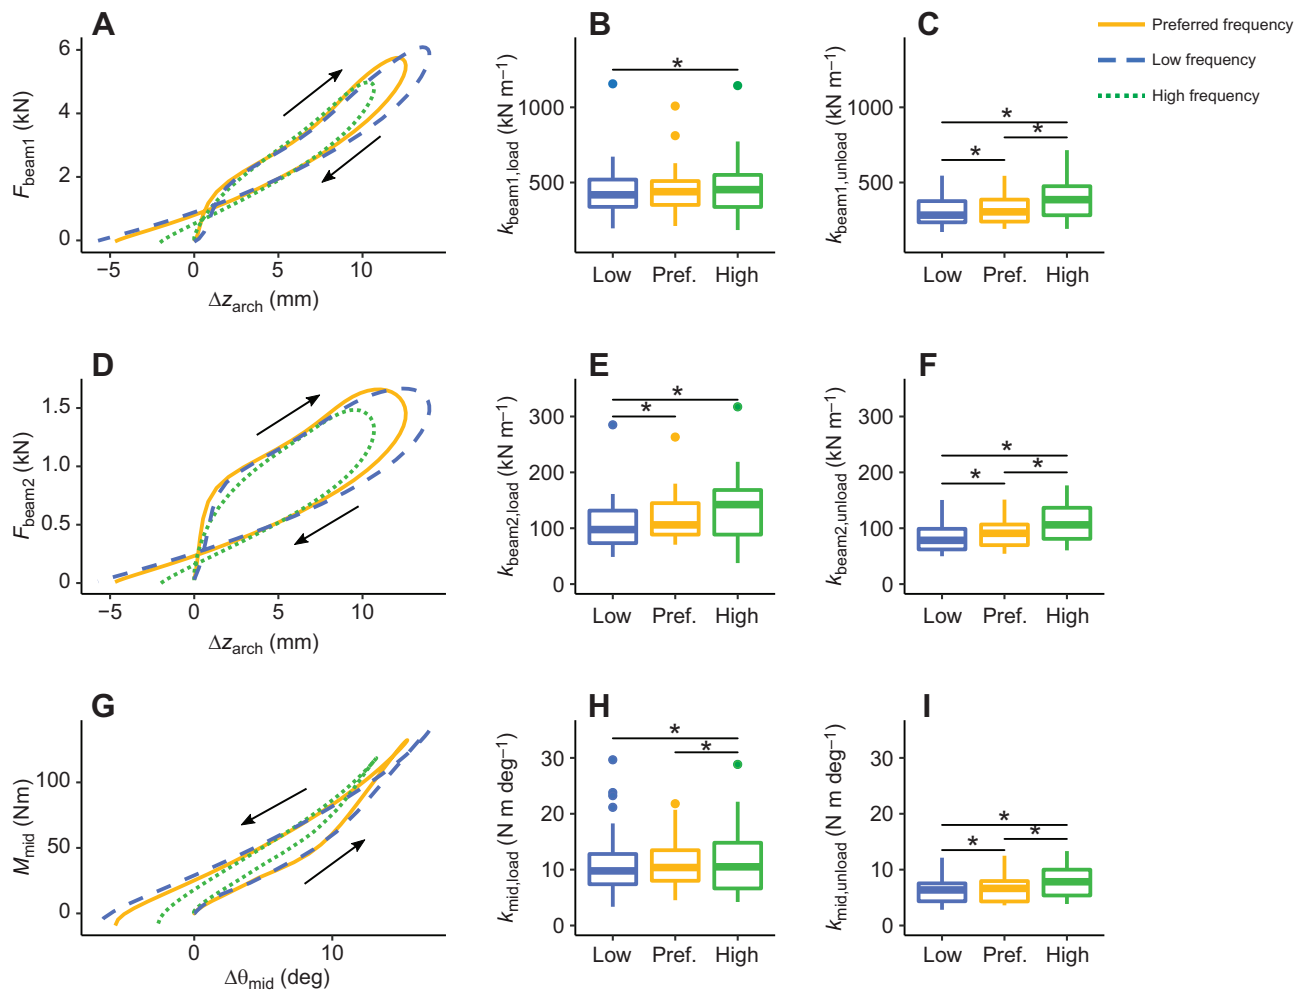 A
B
C
Preferred frequency
Low frequency
High frequency
F_beam1 (kN)
6
4
2
0
−5 0 5 10
Δz_arch (mm)
k_beam1,load (kN m⁻¹)
1000
500
*
Low Pref. High
k_beam1,unload (kN m⁻¹)
1000
500
*
*
*
Low Pref. High
D
E
F
F_beam2 (kN)
1.5
1.0
0.5
0
−5 0 5 10
Δz_arch (mm)
k_beam2,load (kN m⁻¹)
300
200
100
0
*
*
Low Pref. High
k_beam2,unload (kN m⁻¹)
300
200
100
0
*
*
*
Low Pref. High
G
H
I
M_mid (Nm)
100
50
0
0 10
Δθ_mid (deg)
k_mid,load (N m deg⁻¹)
30
20
10
0
*
*
Low Pref. High
k_mid,unload (N m deg⁻¹)
30
20
10
0
*
*
*
Low Pref. High